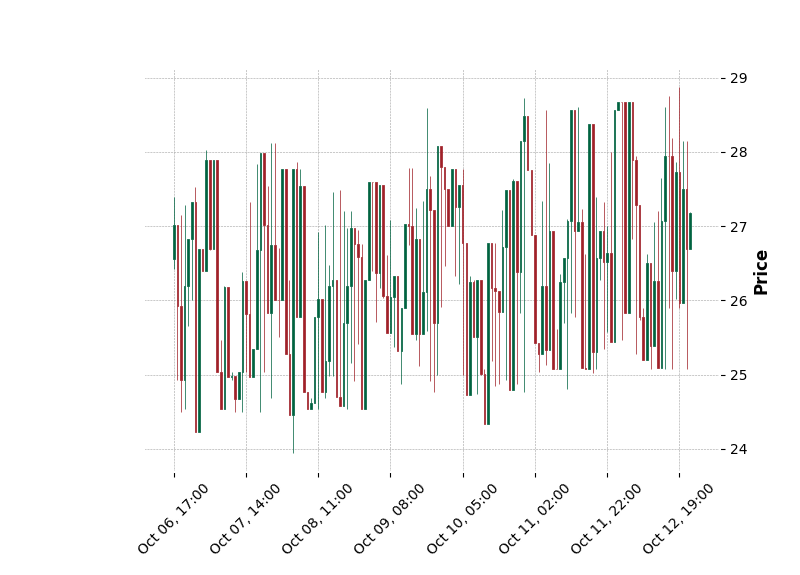 29
28
27
26
25
24
Price
Oct 06, 17:00
Oct 07, 14:00
Oct 08, 11:00
Oct 09, 08:00
Oct 10, 05:00
Oct 11, 02:00
Oct 11, 22:00
Oct 12, 19:00